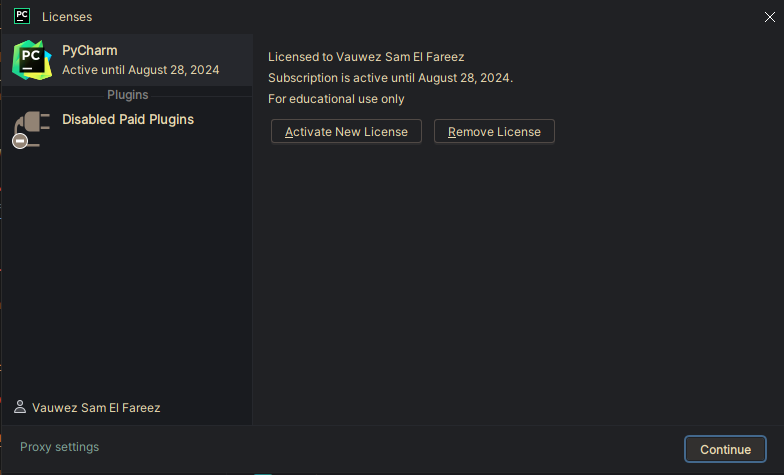 PC
Licenses
PC
PyCharm
Active until August 28, 2024
Plugins
Disabled Paid Plugins
Licensed to Vauwez Sam El Fareez
Subscription is active until August 28, 2024.
For educational use only
Activate New License
Remove License
Vauwez Sam El Fareez
Proxy settings
Continue